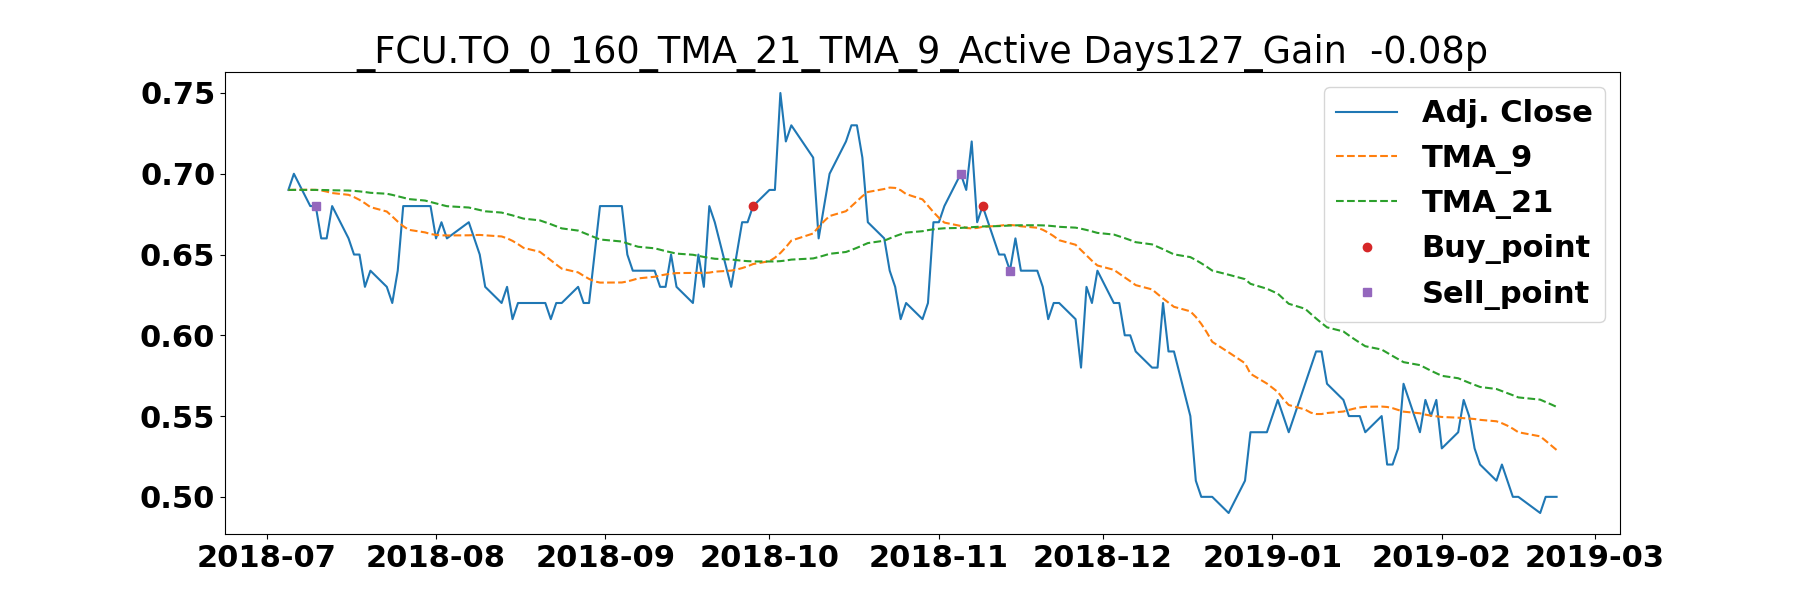 _FCU.TO_0_160_TMA_21_TMA_9_Active Days127_Gain  -0.08p
0.75
0.70
0.65
0.60
0.55
0.50
Adj. Close
TMA_9
TMA_21
Buy_point
Sell_point
2018-07 2018-08 2018-09 2018-10 2018-11 2018-12 2019-01 2019-02 2019-03